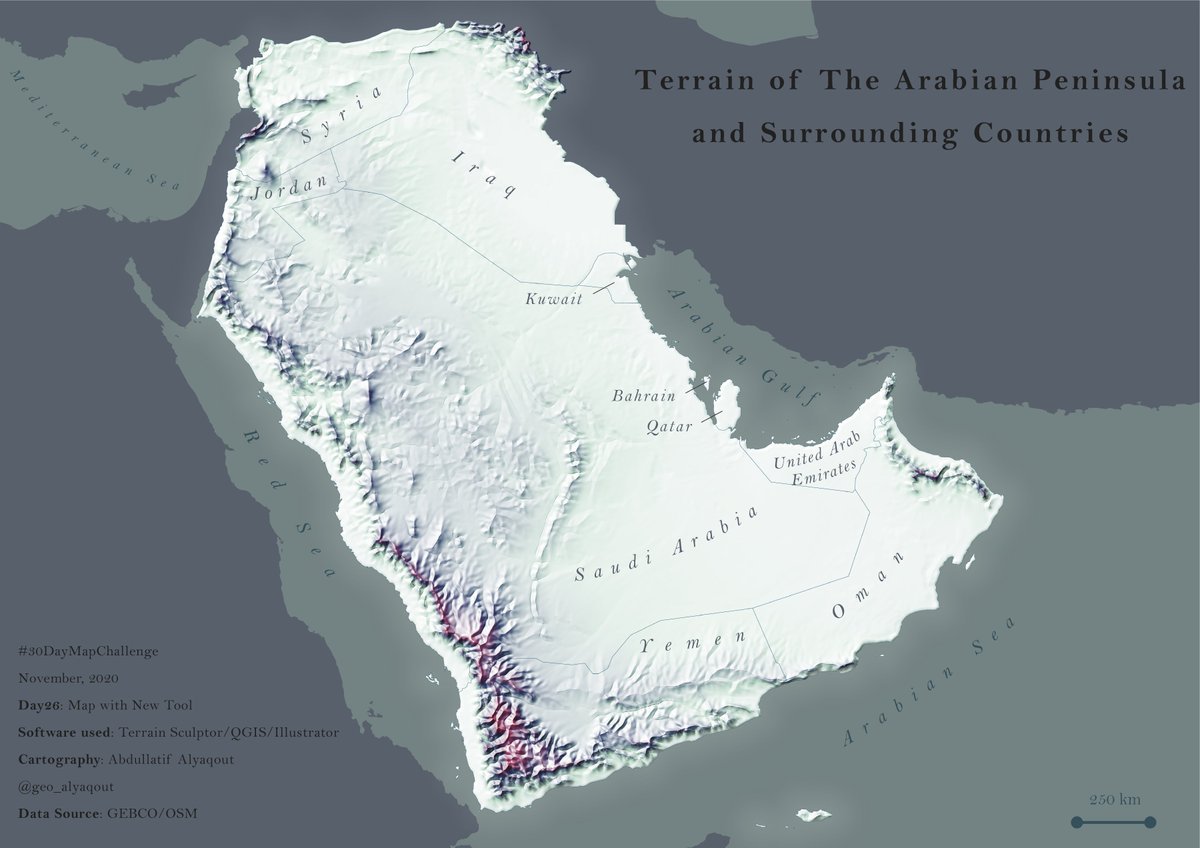 Terrain of The Arabian Peninsula
and Surrounding Countries
Mediterranean Sea
Syria
Iraq
Jordan
Kuwait
Arabian Gulf
Bahrain
Qatar
United Arab
Emirates
Red Sea
Saudi Arabia
Oman
Yemen
Arabian Sea
#30DayMapChallenge
November, 2020
Day26: Map with New Tool
Software used: Terrain Sculptor/QGIS/Illustrator
Cartography: Abdullatif Alyaqout
@geo_alyaqout
Data Source: GEBCO/OSM
250 km